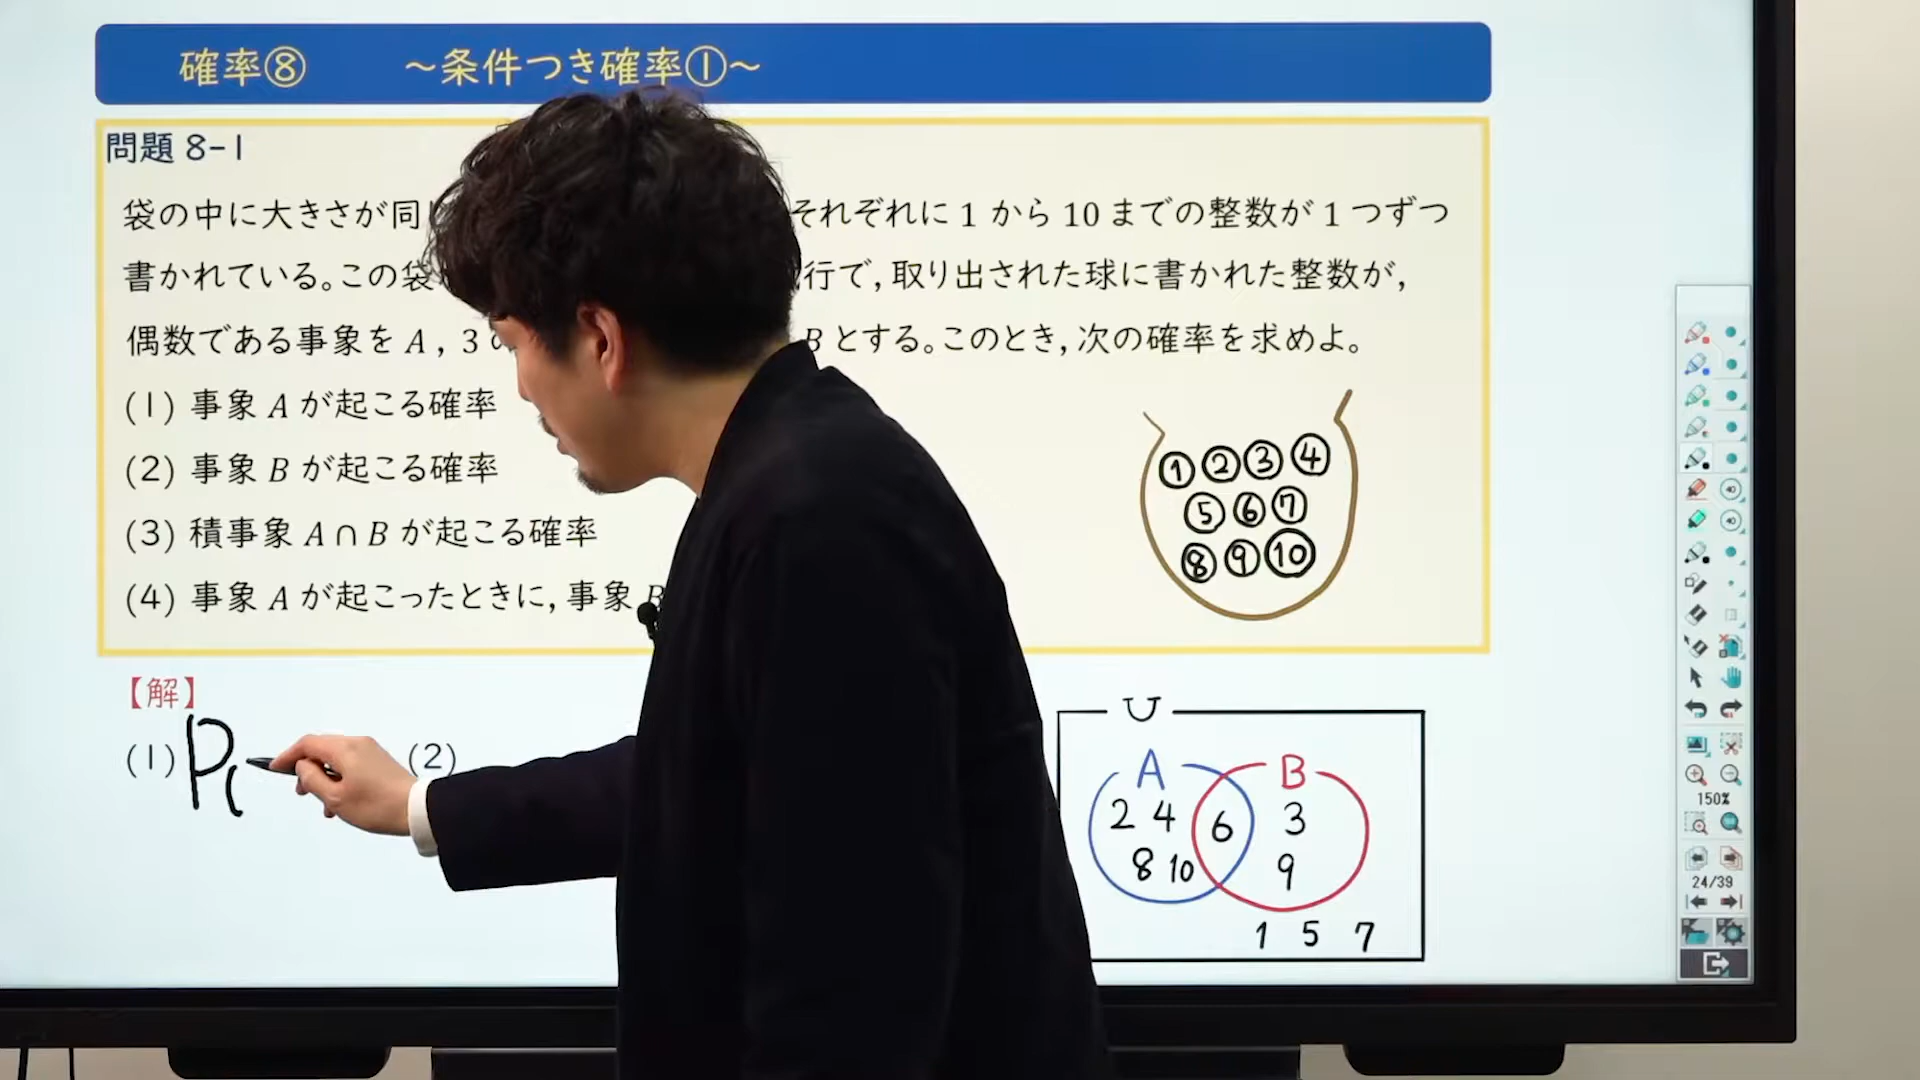 確率⑧ ～条件つき確率①～
問題 8-1
袋の中に大きさが同 それぞれに 1 から 10 までの整数が 1 つずつ
書かれている。この袋 行で, 取り出された球に書かれた整数が,
偶数である事象を A , 3 B とする。このとき, 次の確率を求めよ。
(1) 事象 A が起こる確率
(2) 事象 B が起こる確率
(3) 積事象 A ∩ B が起こる確率
(4) 事象 A が起こったときに, 事象 B
① ② ③ ④
⑤ ⑥ ⑦
⑧ ⑨ ⑩
【解】
(1) P(
(2)
U
A B
2 4 6 3
8 10 9
1 5 7
40
40
150%
24/39